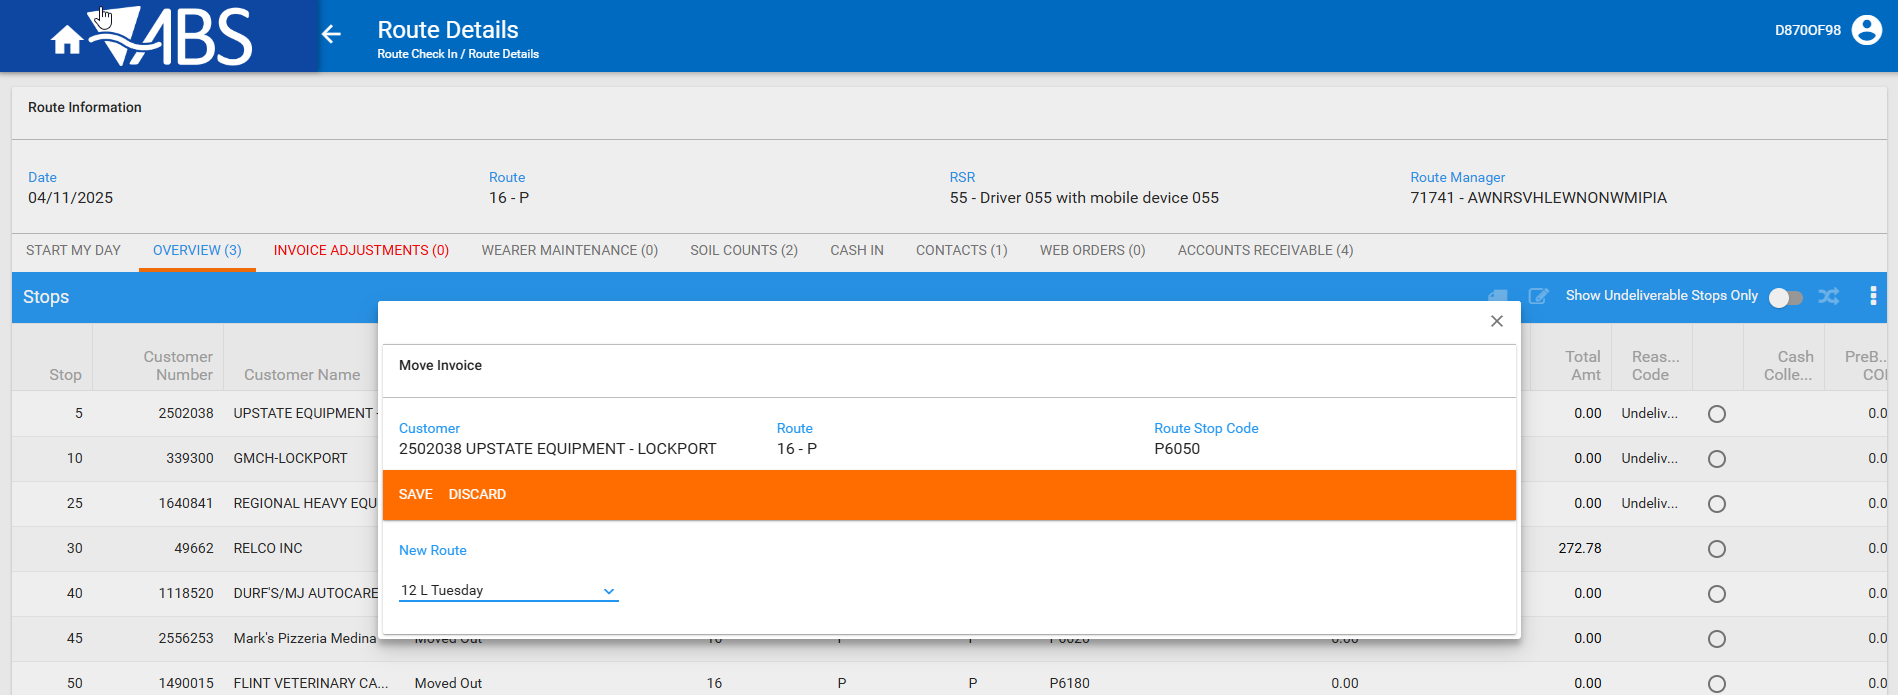 ABS
Route Details
Route Check In / Route Details
D870OF98
Route Information
Date
04/11/2025
Route
16 - P
RSR
55 - Driver 055 with mobile device 055
Route Manager
71741 - AWNRSVHLEWNONWMIPIA
START MY DAY OVERVIEW (3) INVOICE ADJUSTMENTS (0) WEARER MAINTENANCE (0) SOIL COUNTS (2) CASH IN CONTACTS (1) WEB ORDERS (0) ACCOUNTS RECEIVABLE (4)
Stops
Show Undeliverable Stops Only
Stop
Customer
Number
Customer Name
Total
Amt
Reas...
Code
Cash
Colle...
PreB...
5 2502038 UPSTATE EQUIPMENT - 0.00 Undeliv... 0.0
10 339300 GMCH-LOCKPORT 0.00 Undeliv... 0.0
25 1640841 REGIONAL HEAVY EQU 0.00 Undeliv... 0.0
30 49662 RELCO INC 272.78 0.0
40 1118520 DURF'S/MJ AUTOCARE 0.00 0.0
45 2556253 Mark's Pizzeria Medina Moved Out 16 0.00 0.00 0.0
50 1490015 FLINT VETERINARY CA... Moved Out 16 P P P6180 0.00 0.00 0.0
Move Invoice
Customer
2502038 UPSTATE EQUIPMENT - LOCKPORT
Route
16 - P
Route Stop Code
P6050
SAVE DISCARD
New Route
12 L Tuesday